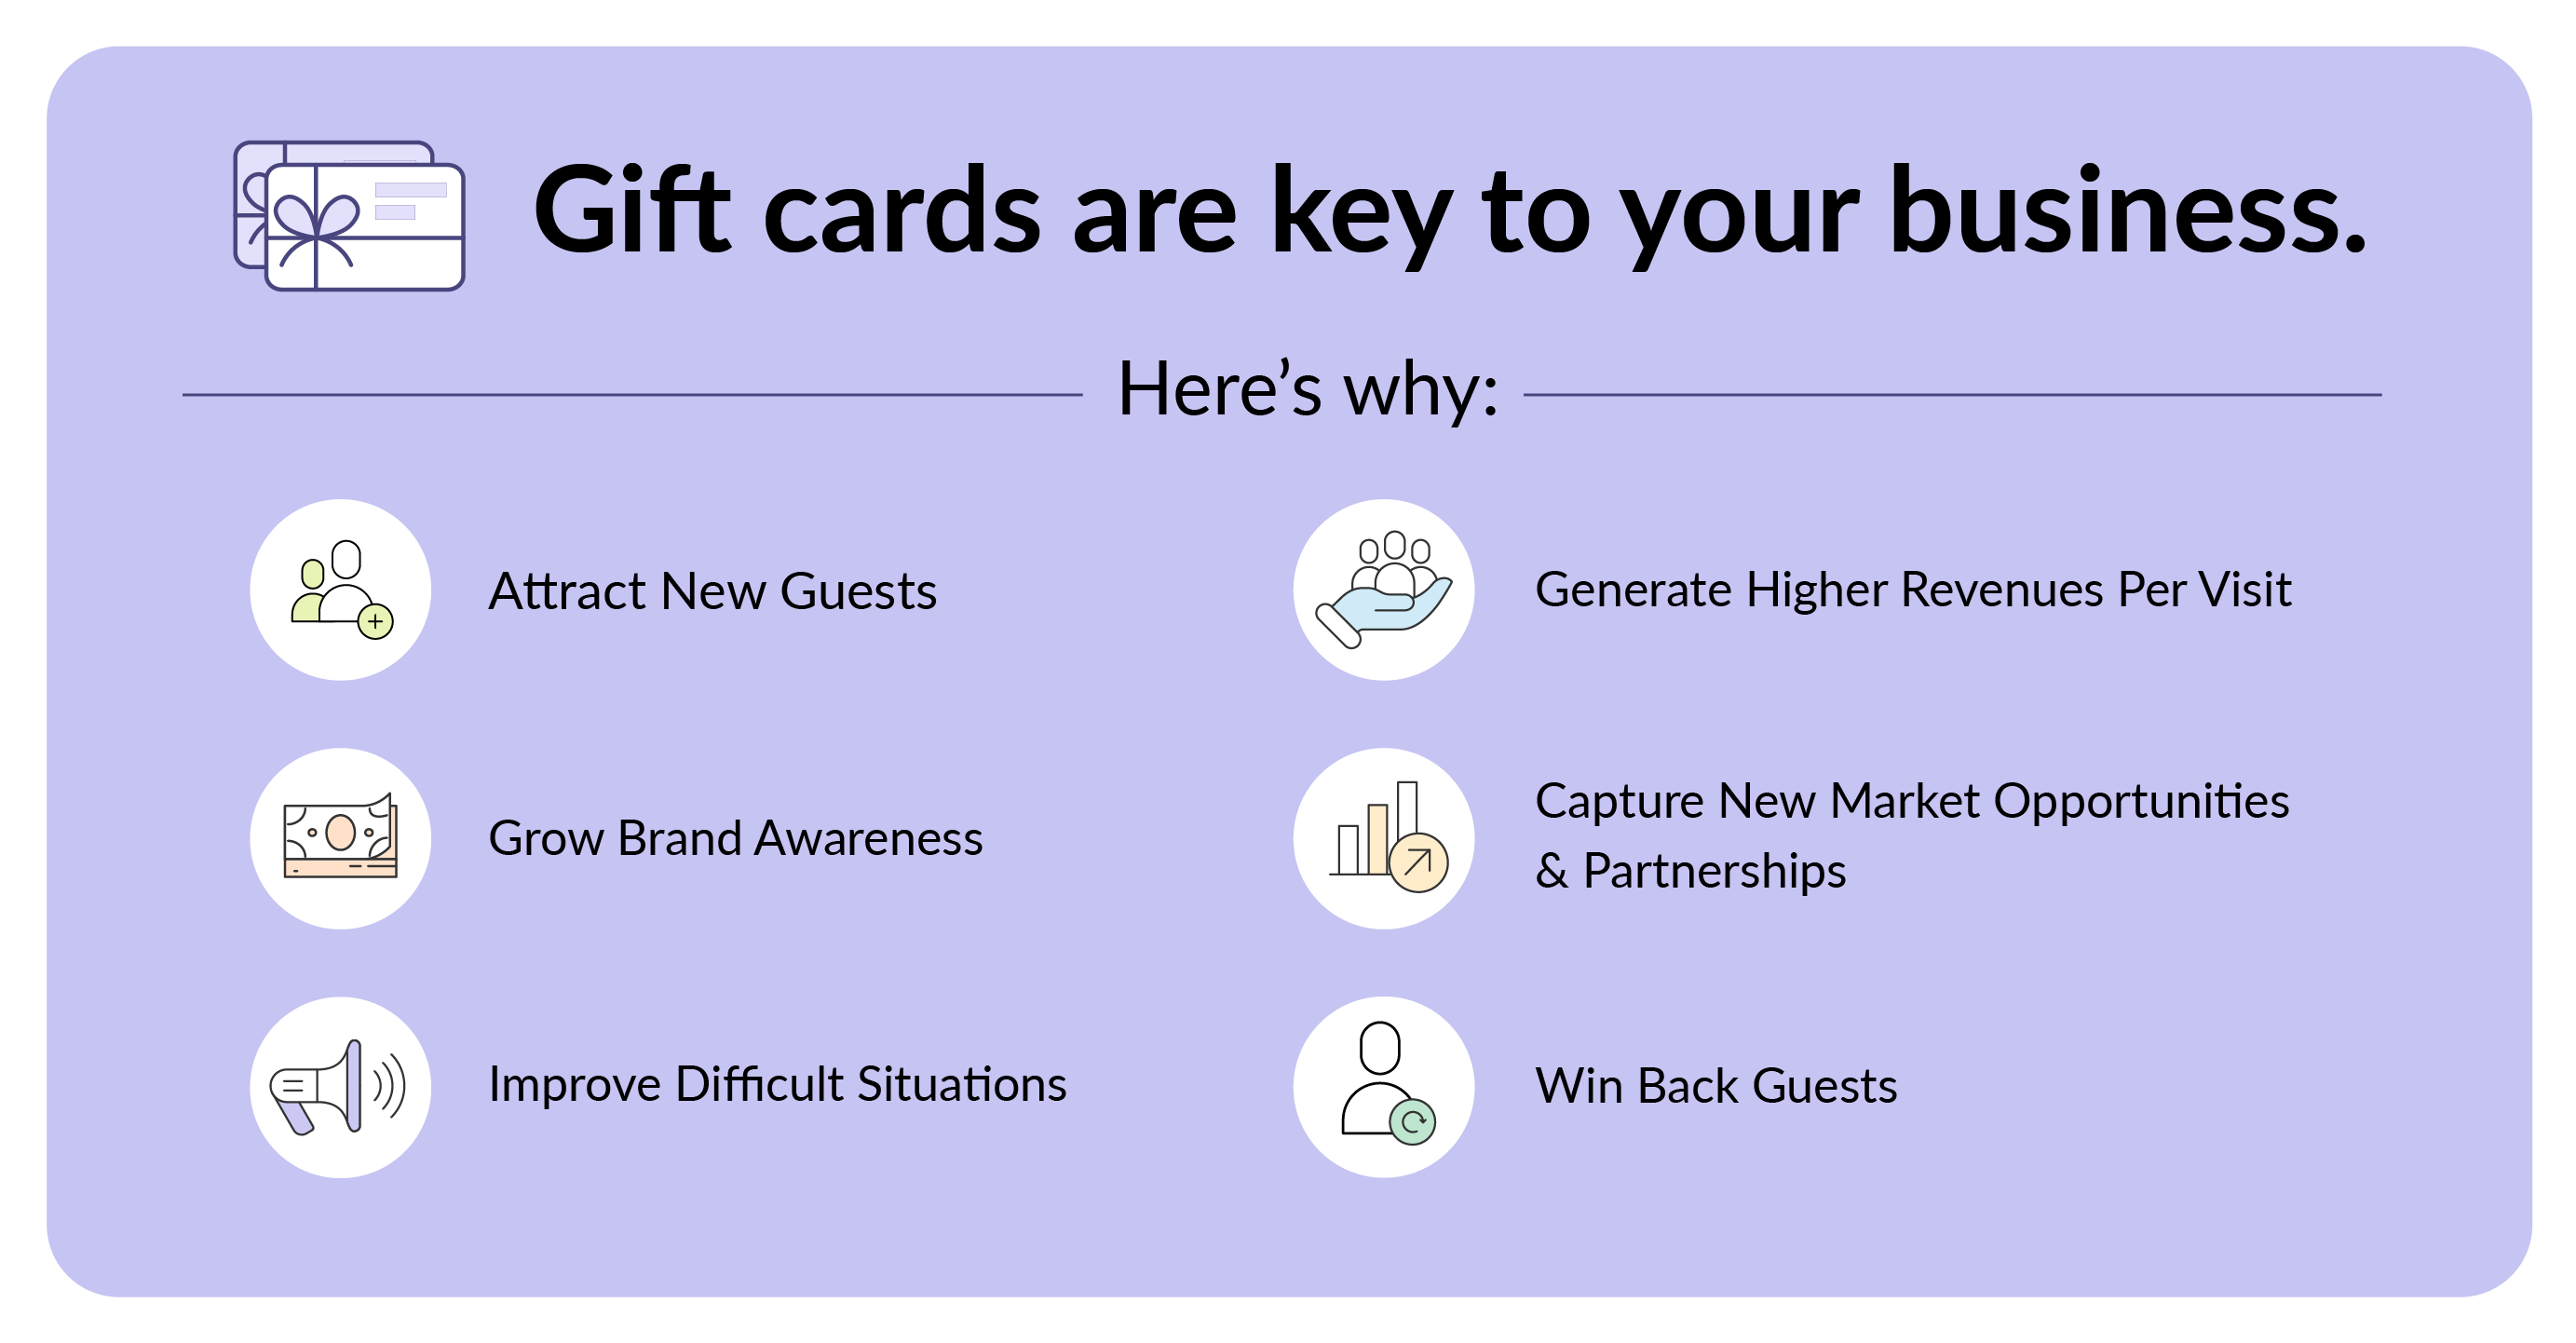 Gift cards are key to your business.
Here’s why:
Attract New Guests
Grow Brand Awareness
Improve Difficult Situations
Generate Higher Revenues Per Visit
Capture New Market Opportunities
& Partnerships
Win Back Guests